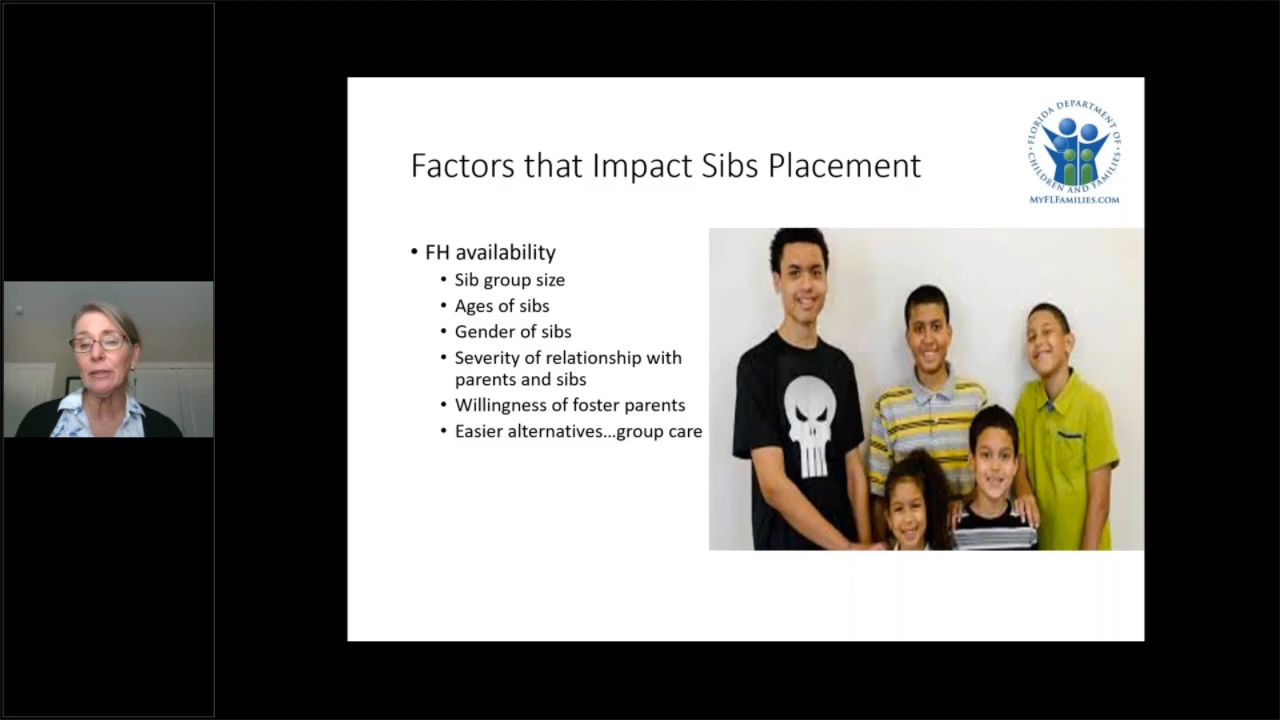 FLORIDA DEPARTMENT OF
CHILDREN AND FAMILIES
MYFLFAMILIES.COM
Factors that Impact Sibs Placement
• FH availability
• Sib group size
• Ages of sibs
• Gender of sibs
• Severity of relationship with
parents and sibs
• Willingness of foster parents
• Easier alternatives...group care